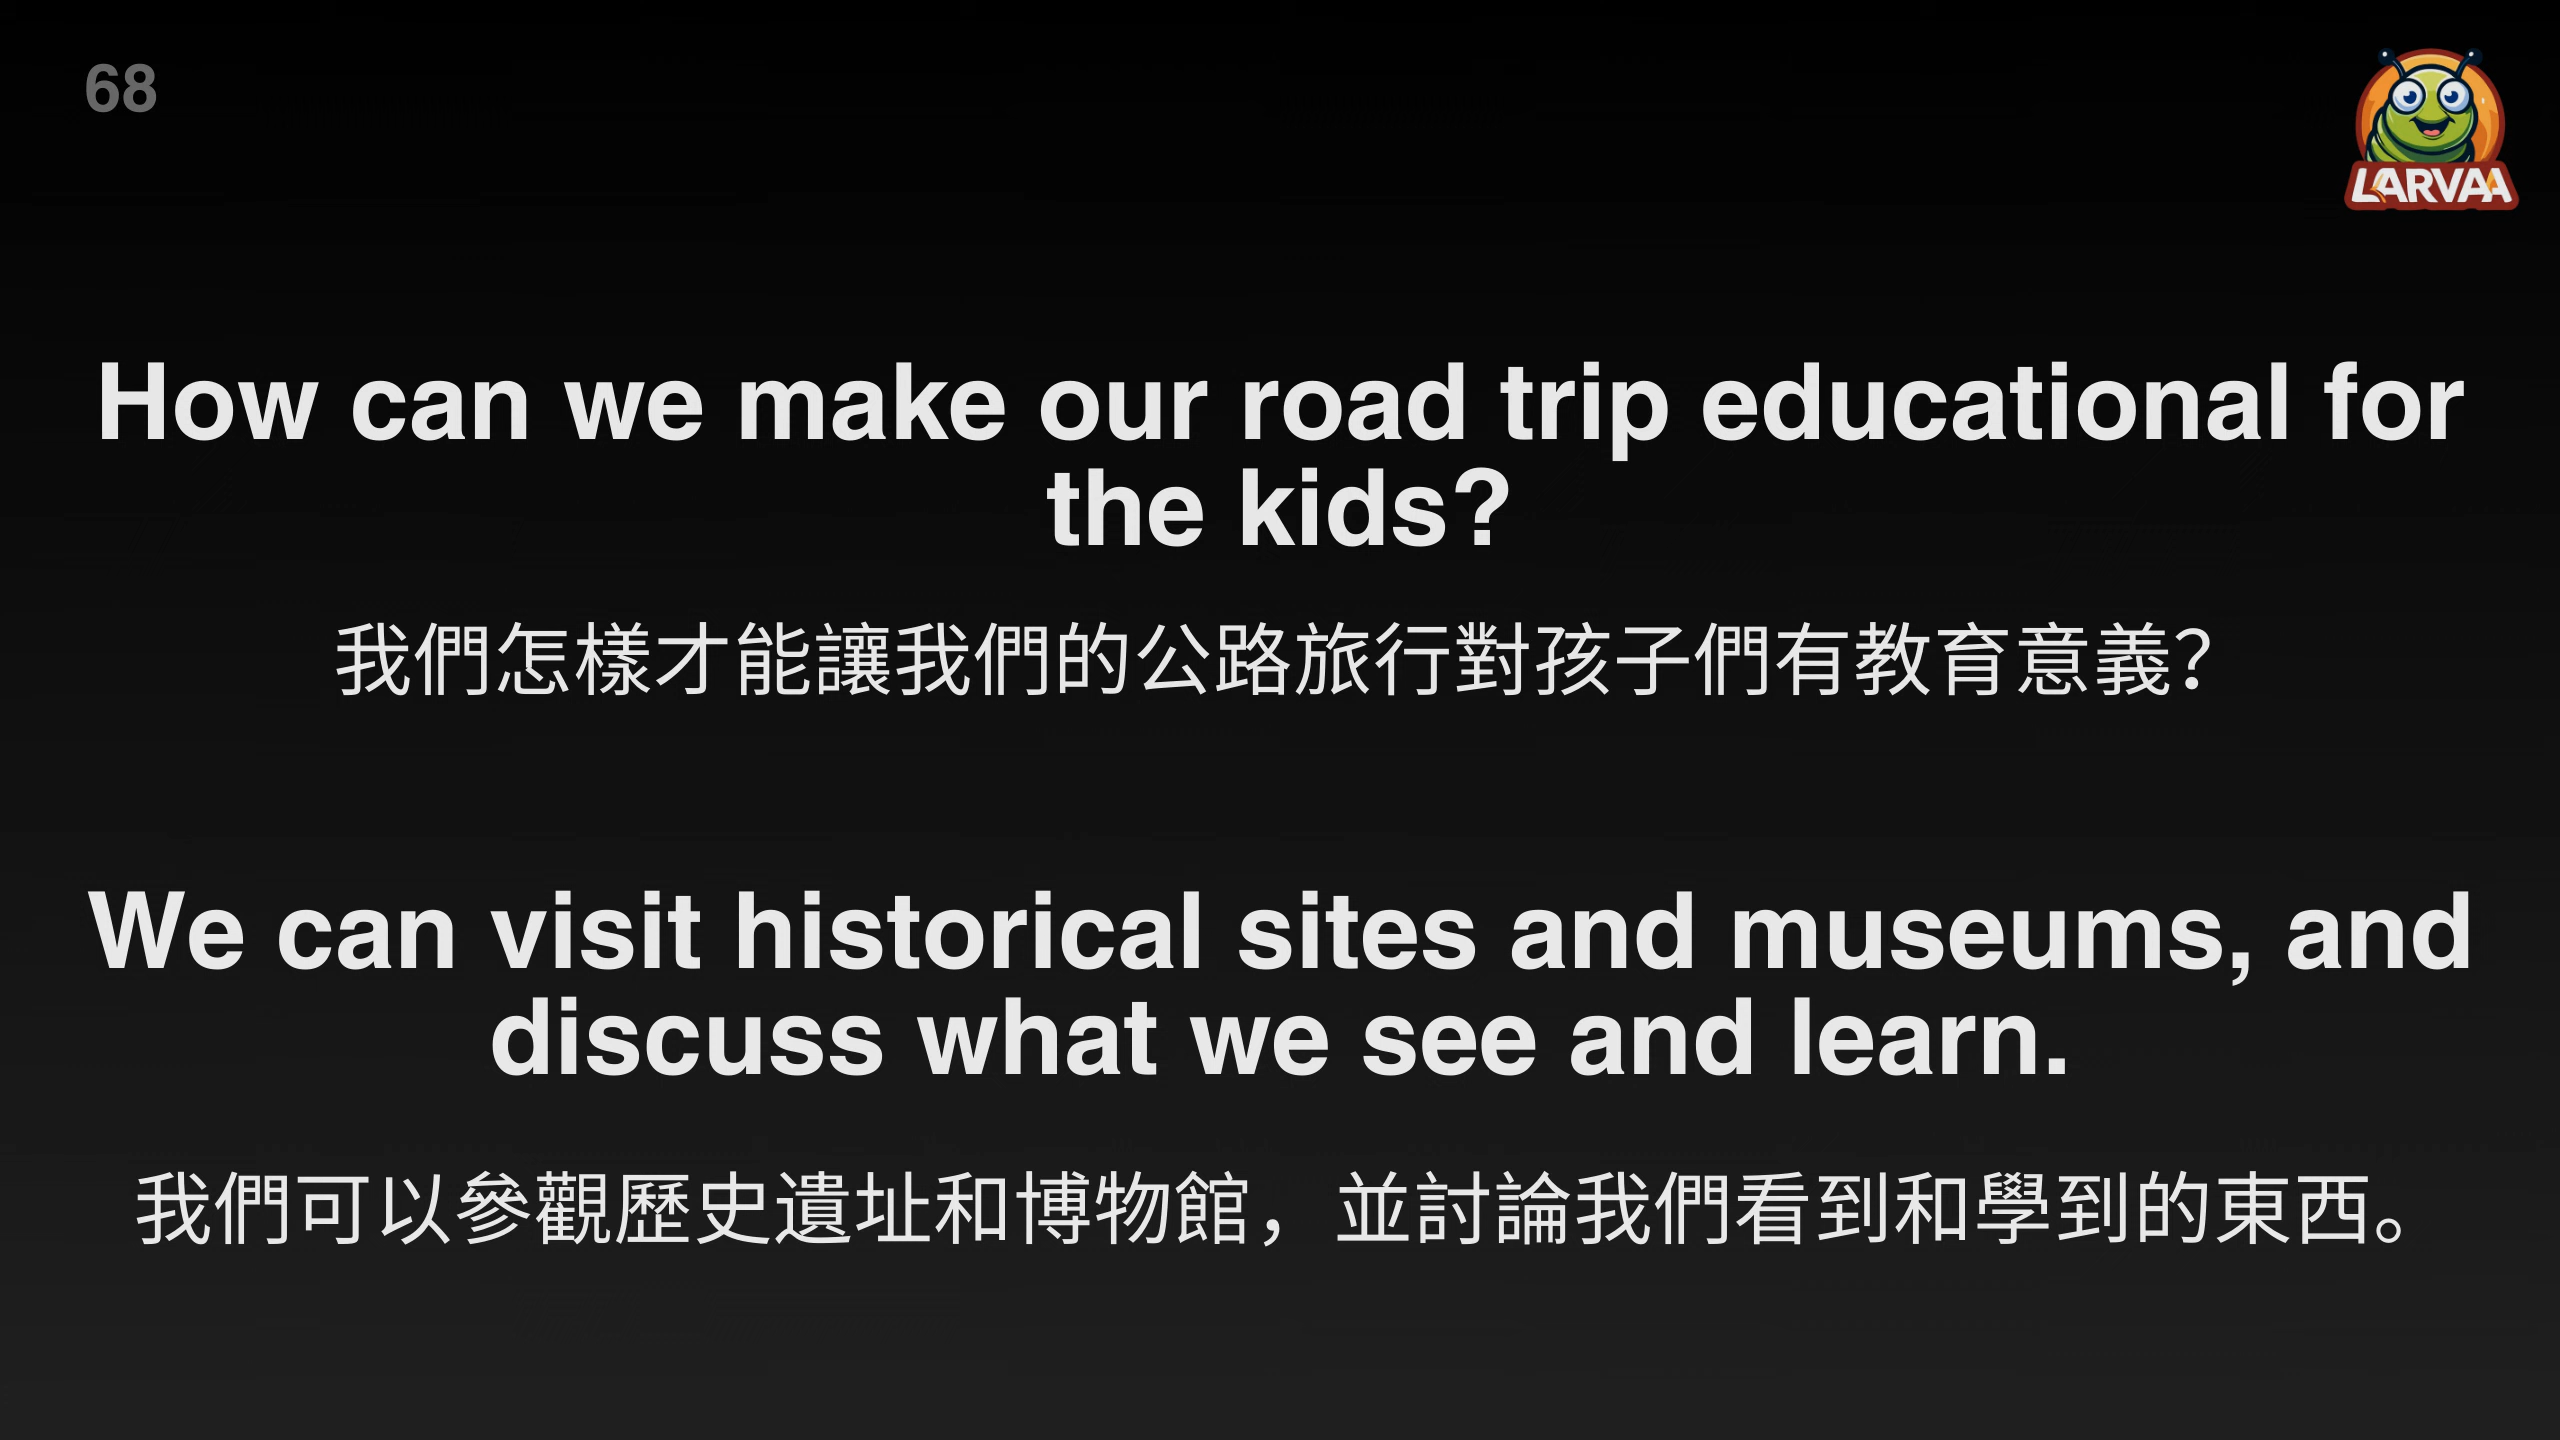 68
LARVAA
How can we make our road trip educational for
the kids?
我們怎樣才能讓我們的公路旅行對孩子們有教育意義?
We can visit historical sites and museums, and
discuss what we see and learn.
我們可以參觀歷史遺址和博物館，並討論我們看到和學到的東西。